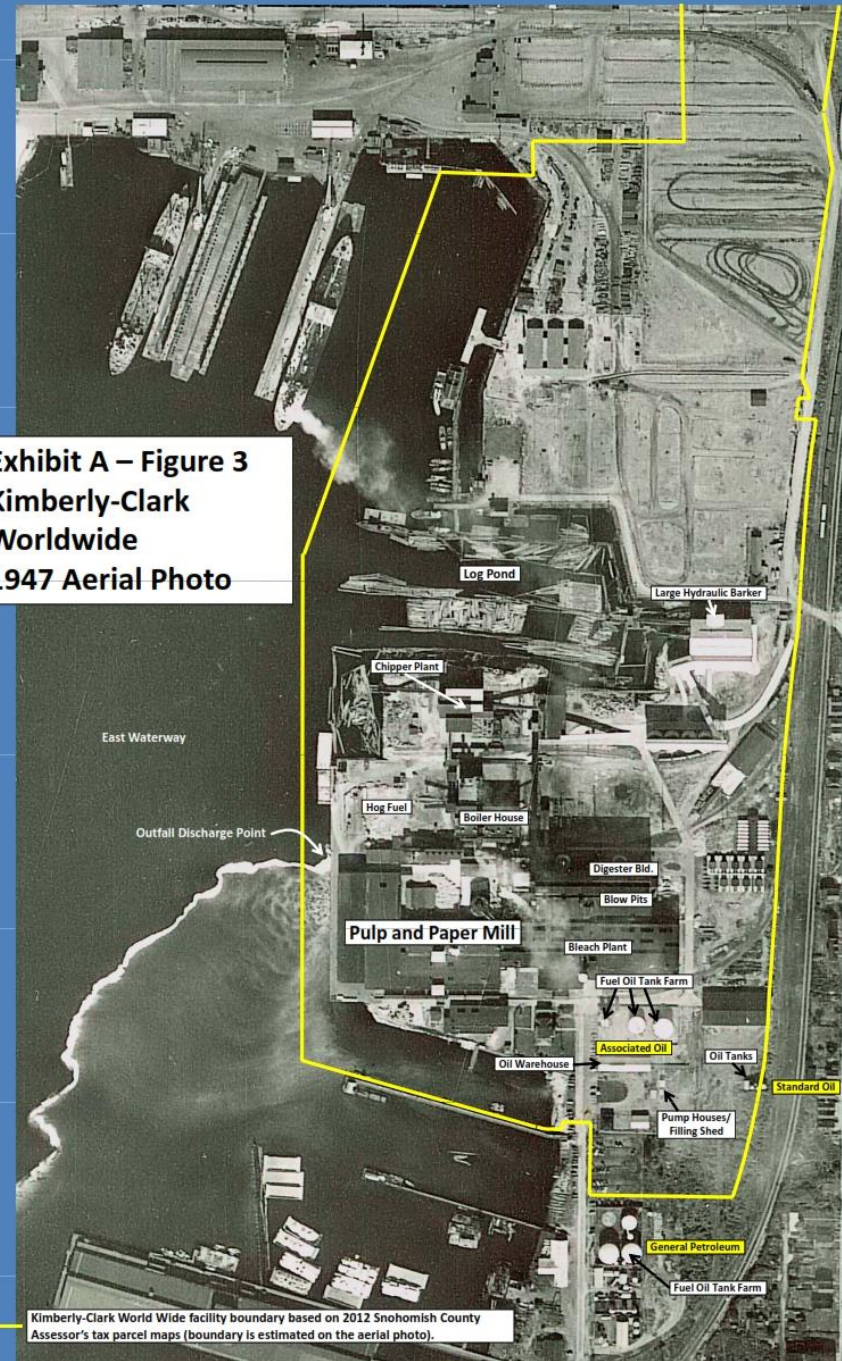 Exhibit A – Figure 3
Kimberly-Clark
Worldwide
1947 Aerial Photo
Log Pond
Large Hydraulic Barker
Chipper Plant
East Waterway
Hog Fuel
Boiler House
Outfall Discharge Point
Digester Bld.
Blow Pits
Pulp and Paper Mill
Bleach Plant
Fuel Oil Tank Farm
Associated Oil
Oil Warehouse
Oil Tanks
Standard Oil
Pump Houses/
Filling Shed
General Petroleum
Fuel Oil Tank Farm
Kimberly-Clark World Wide facility boundary based on 2012 Snohomish County
Assessor's tax parcel maps (boundary is estimated on the aerial photo).